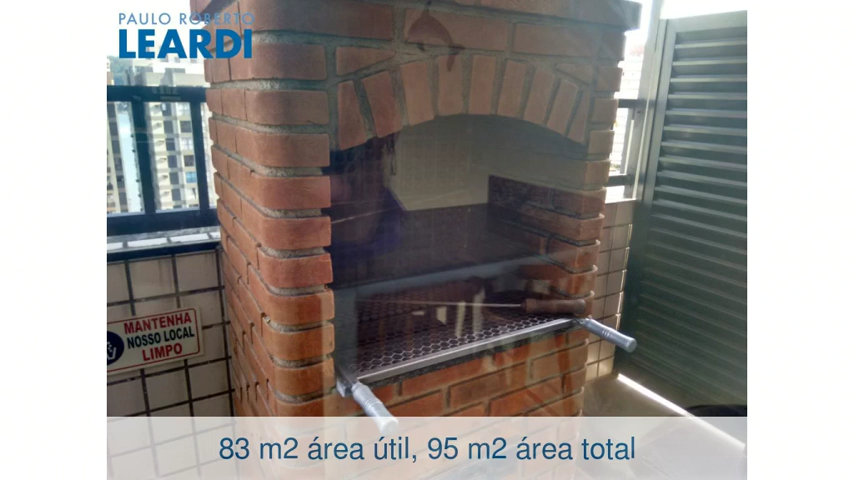 PAULO ROBERTO
LEARDI
MANTENHA
NOSSO LOCAL
LIMPO
83 m2 área útil, 95 m2 área total